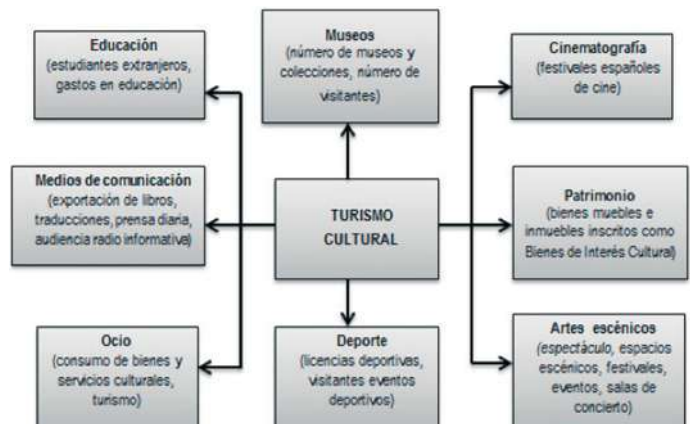 Educación
(estudiantes extranjeros,
gastos en educación)
Museos
(número de museos y
colecciones, número de
visitantes)
Cinematografía
(festivales españoles
de cine)
Medios de comunicación
(exportación de libros,
traducciones, prensa diaria,
audiencia radio informativa)
TURISMO
CULTURAL
Patrimonio
(bienes muebles e
inmuebles inscritos como
Bienes de Interés Cultural)
Ocio
(consumo de bienes y
servicios culturales,
turismo)
Deporte
(licencias deportivas,
visitantes eventos
deportivos)
Artes escénicos
(espectáculo, espacios
escénicos, festivales,
eventos, salas de
concierto)